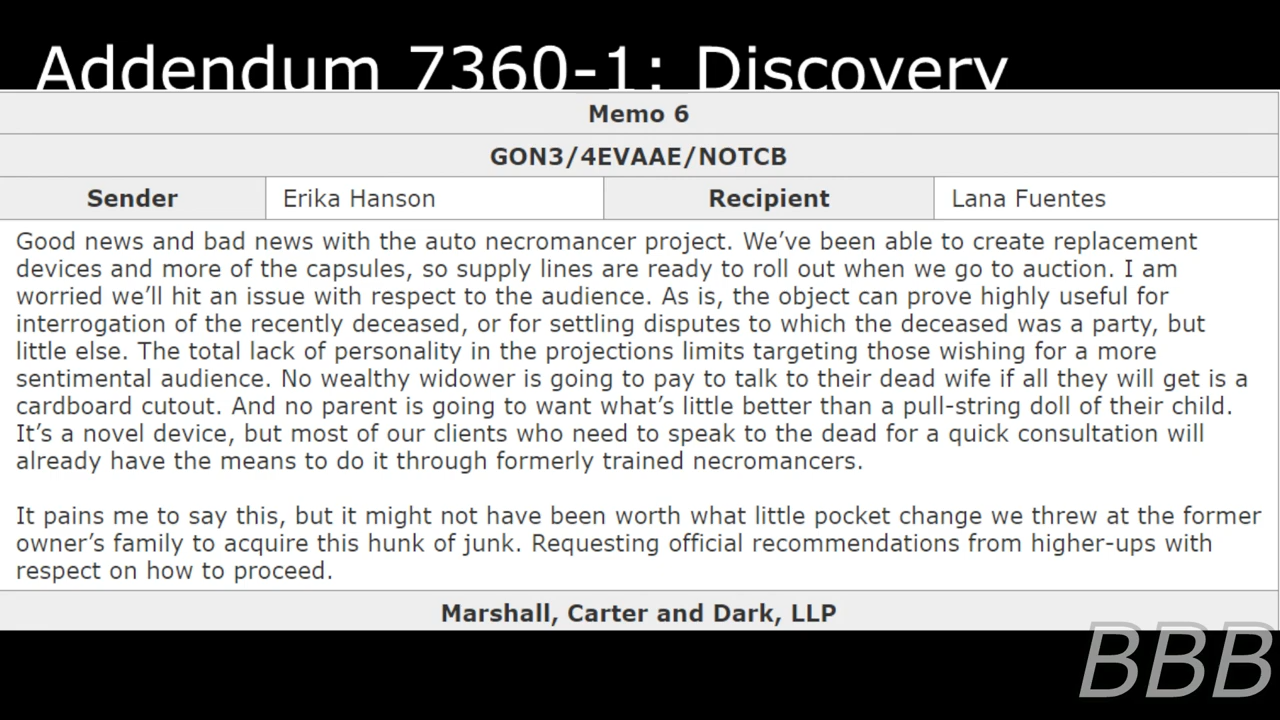 Addendum 7360-1: Discovery
Memo 6
GON3/4EVAAE/NOTCB
Sender Erika Hanson Recipient Lana Fuentes
Good news and bad news with the auto necromancer project. We’ve been able to create replacement
devices and more of the capsules, so supply lines are ready to roll out when we go to auction. I am
worried we’ll hit an issue with respect to the audience. As is, the object can prove highly useful for
interrogation of the recently deceased, or for settling disputes to which the deceased was a party, but
little else. The total lack of personality in the projections limits targeting those wishing for a more
sentimental audience. No wealthy widower is going to pay to talk to their dead wife if all they will get is a
cardboard cutout. And no parent is going to want what’s little better than a pull-string doll of their child.
It’s a novel device, but most of our clients who need to speak to the dead for a quick consultation will
already have the means to do it through formerly trained necromancers.
It pains me to say this, but it might not have been worth what little pocket change we threw at the former
owner’s family to acquire this hunk of junk. Requesting official recommendations from higher-ups with
respect on how to proceed.
Marshall, Carter and Dark, LLP
BBB